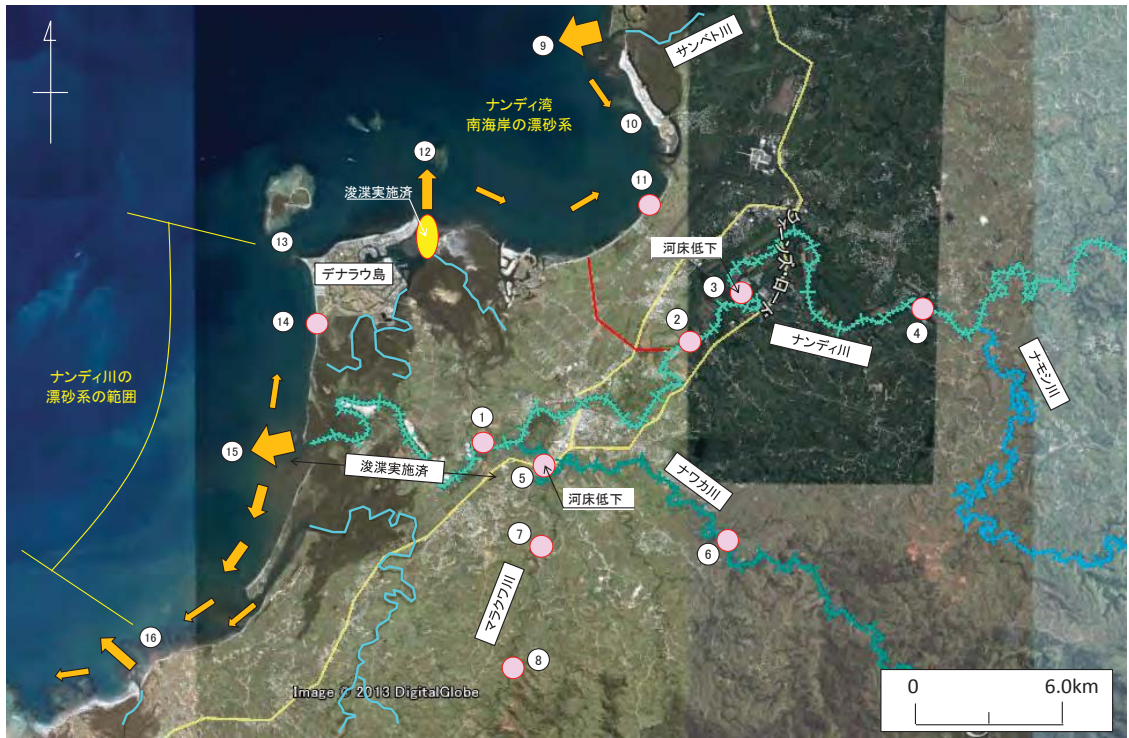 ⑨
サンベト川
ナンディ湾
南海岸の漂砂系
⑩
⑫
浚渫実施済
⑪
⑬
河床低下
デナラウ島
クィーンズ・ロード
③
⑭
②
ナンディ川
④
ナモシ川
ナンディ川の
漂砂系の範囲
①
⑮
浚渫実施済
⑤
河床低下
ナワカ川
⑦
⑥
マラクワ川
⑯
⑧
Image © 2013 DigitalGlobe
0 6.0km